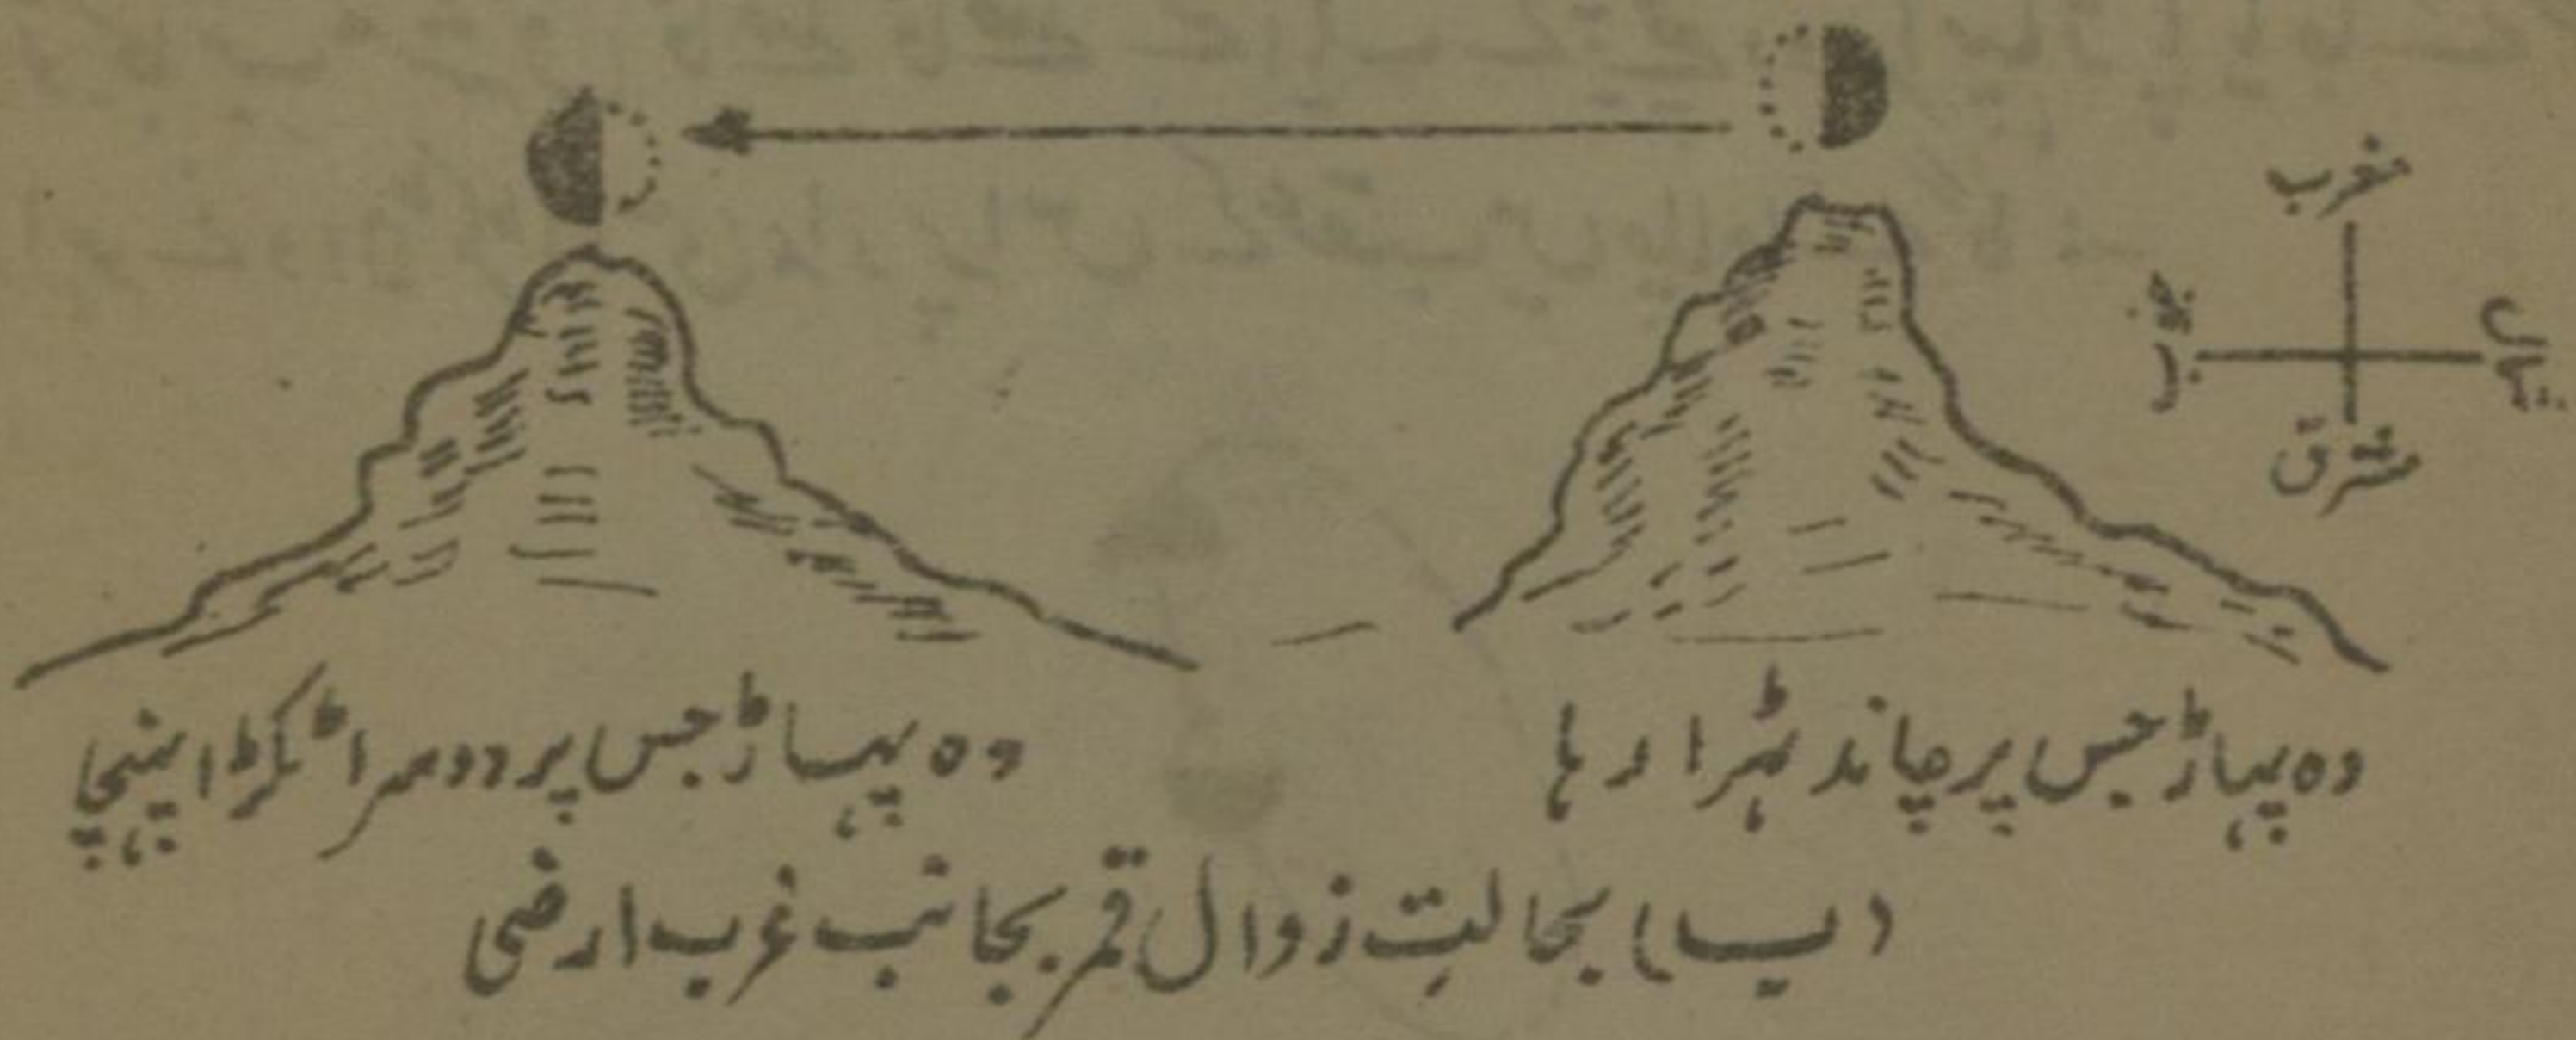 مغرب
جنوب
شمال
مشرق
وہ پہاڑ جس پر چاند ٹہرا رہا
وہ پہاڑ جس پر دوسرا ٹکڑا پہنچا
(ب) بحالتِ زوال قمر بجانب غرب ارضی